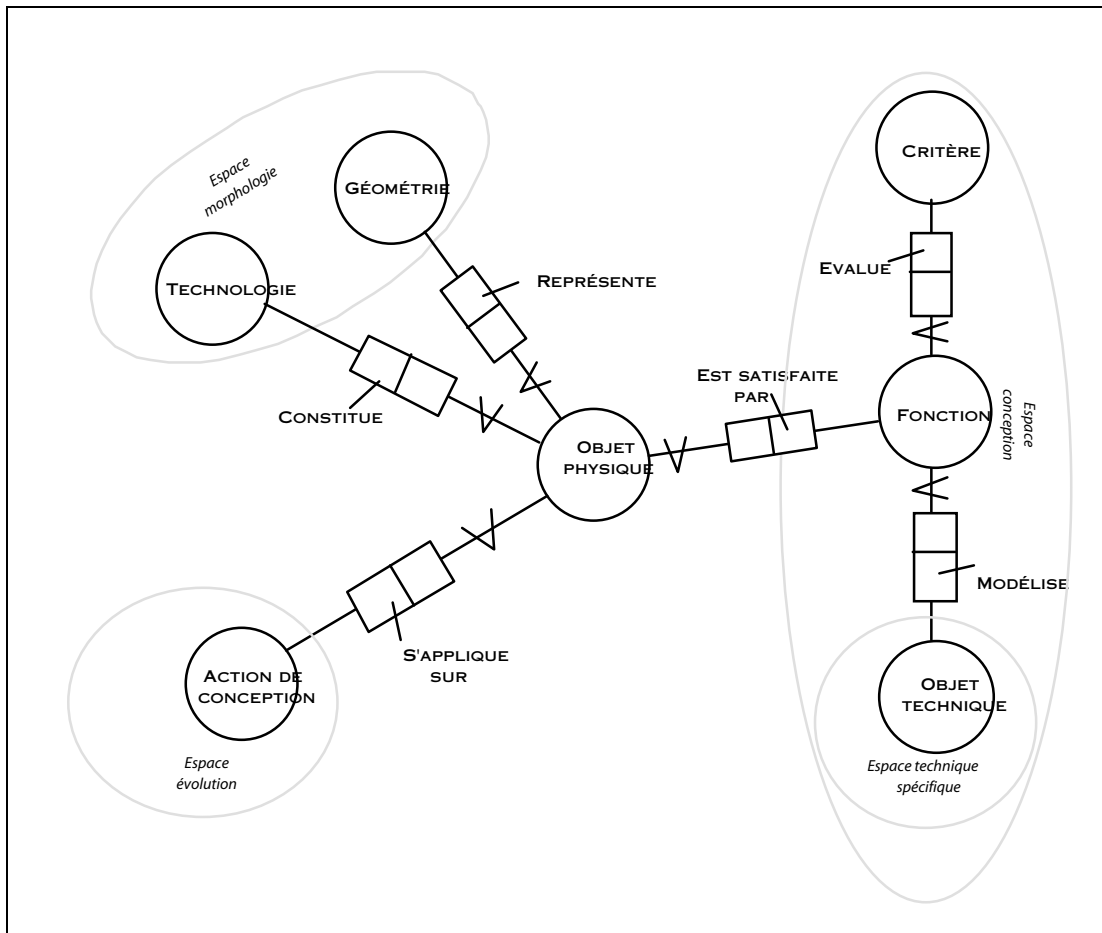 Espace
morphologie
GÉOMÉTRIE
TECHNOLOGIE
REPRÉSENTE
CONSTITUE
OBJET
PHYSIQUE
EST SATISFAITE
PAR
CRITÈRE
EVALUE
FONCTION
Espace
conception
MODÉLISE
OBJET
TECHNIQUE
Espace technique
spécifique
S'APPLIQUE
SUR
ACTION DE
CONCEPTION
Espace
évolution